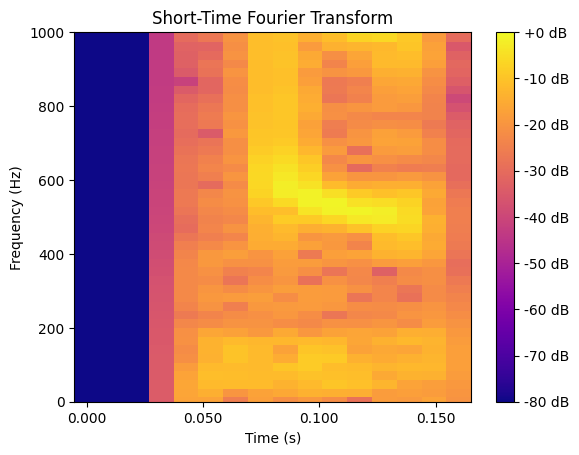 Short-Time Fourier Transform
1000
800
600
400
200
0
Frequency (Hz)
0.000
0.050
0.100
0.150
Time (s)
+0 dB
-10 dB
-20 dB
-30 dB
-40 dB
-50 dB
-60 dB
-70 dB
-80 dB